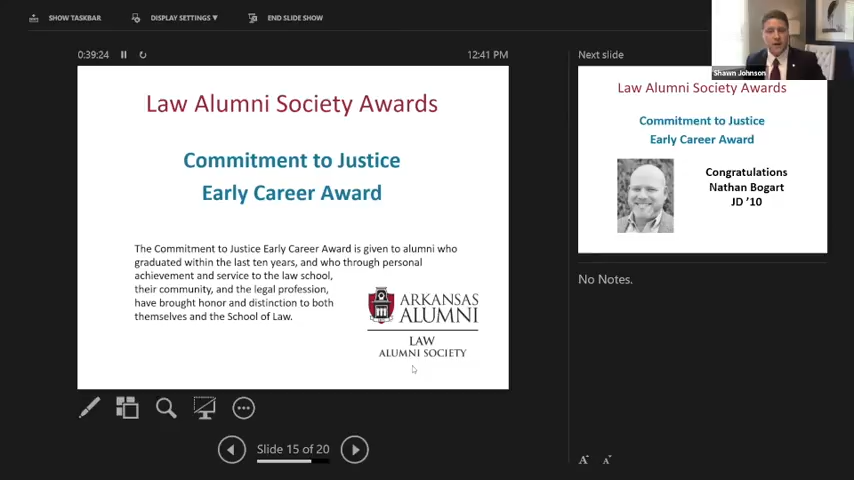 SHOW TASKBAR
DISPLAY SETTINGS ▼
END SLIDE SHOW
0:39:24
12:41 PM
Law Alumni Society Awards
Commitment to Justice
Early Career Award
The Commitment to Justice Early Career Award is given to alumni who
graduated within the last ten years, and who through personal
achievement and service to the law school,
their community, and the legal profession,
have brought honor and distinction to both
themselves and the School of Law.
ARKANSAS
ALUMNI
LAW
ALUMNI SOCIETY
Slide 15 of 20
Shawn Johnson
Next slide
Law Alumni Society Awards
Commitment to Justice
Early Career Award
Congratulations
Nathan Bogart
JD ’10
No Notes.
A
A